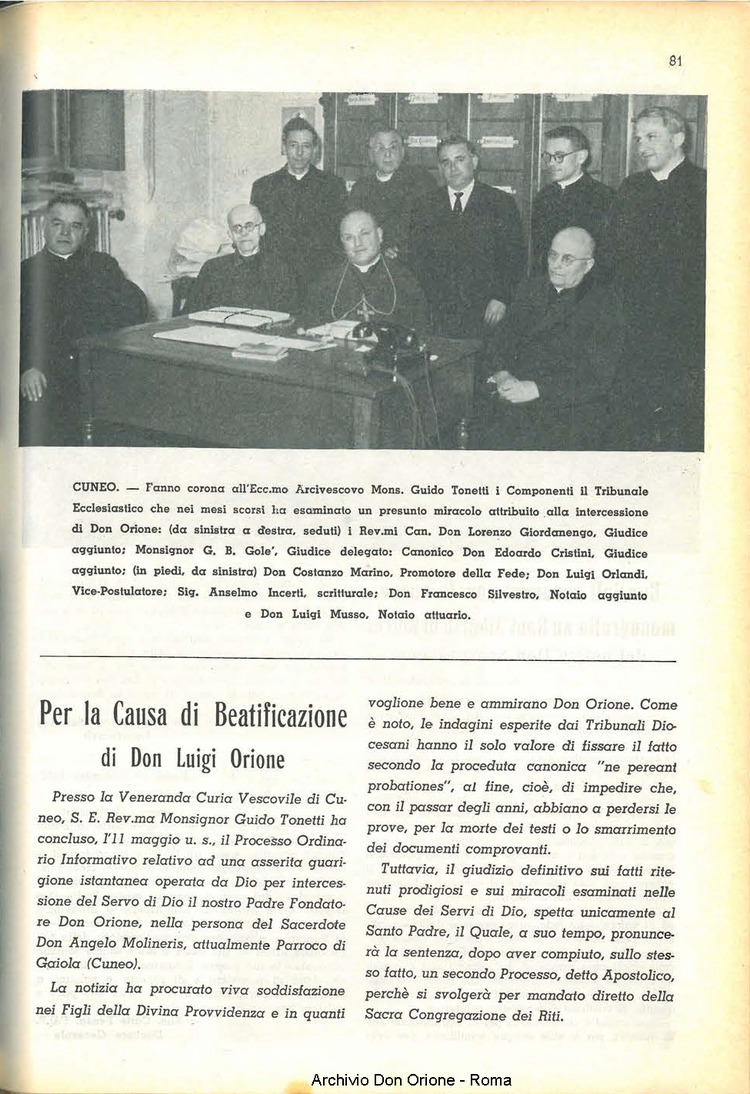 81
CUNEO. — Fanno corona all'Ecc.mo Arcivescovo Mons. Guido Tonetti i Componenti il Tribunale
Ecclesiastico che nei mesi scorsi ha esaminato un presunto miracolo attribuito alla intercessione
di Don Orione: (da sinistra a destra, seduti) i Rev.mi Can. Don Lorenzo Giordanengo, Giudice
aggiunto; Monsignor G. B. Gole', Giudice delegato: Canonico Don Edoardo Cristini, Giudice
aggiunto; (in piedi, da sinistra) Don Costanzo Marino, Promotore della Fede; Don Luigi Orlandi,
Vice-Postulatore; Sig. Anselmo Incerti, scritturale; Don Francesco Silvestro, Notaio aggiunto
e Don Luigi Musso, Notaio attuario.
Per la Causa di Beatificazione
di Don Luigi Orione
Presso la Veneranda Curia Vescovile di Cu-
neo, S. E. Rev.ma Monsignor Guido Tonetti ha
concluso, l'11 maggio u. s., il Processo Ordina-
rio Informativo relativo ad una asserita guari-
gione istantanea operata da Dio per interces-
sione del Servo di Dio il nostro Padre Fondato-
re Don Orione, nella persona del Sacerdote
Don Angelo Molineris, attualmente Parroco di
Gaiola (Cuneo).
La notizia ha procurato viva soddisfazione
nei Figli della Divina Provvidenza e in quanti
voglione bene e ammirano Don Orione. Come
è noto, le indagini esperite dai Tribunali Dio-
cesani hanno il solo valore di fissare il fatto
secondo la proceduta canonica "ne pereant
probationes", al fine, cioè, di impedire che,
con il passar degli anni, abbiano a perdersi le
prove, per la morte dei testi o lo smarrimento
dei documenti comprovanti.
Tuttavia, il giudizio definitivo sui fatti rite-
nuti prodigiosi e sui miracoli esaminati nelle
Cause dei Servi di Dio, spetta unicamente al
Santo Padre, il Quale, a suo tempo, pronunce-
rà la sentenza, dopo aver compiuto, sullo stes-
so fatto, un secondo Processo, detto Apostolico,
perchè si svolgerà per mandato diretto della
Sacra Congregazione dei Riti.
Archivio Don Orione - Roma